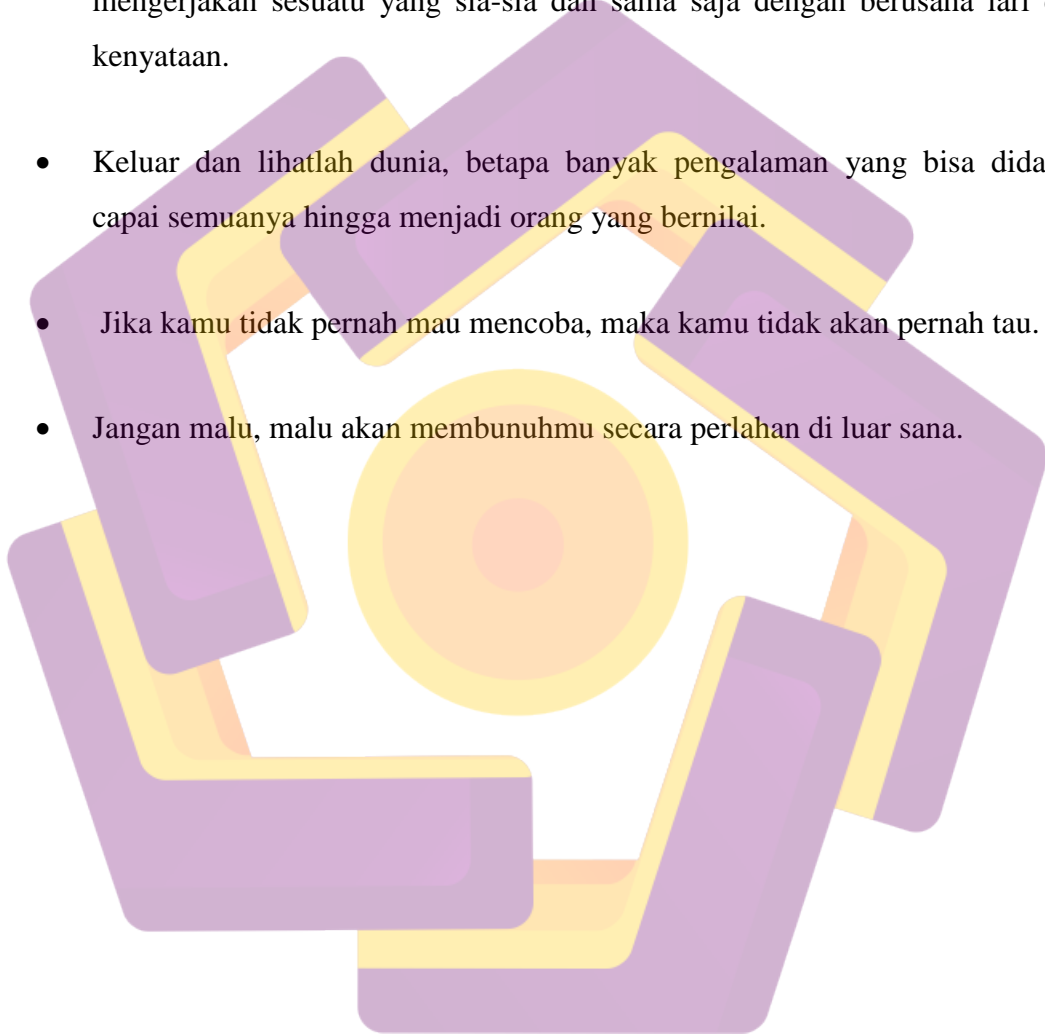 mengerjakan sesuatu yang sia-sia dan sama saja dengan berusaha lari
kenyataan.
• Keluar dan lihatlah dunia, betapa banyak pengalaman yang bisa
capai semuanya hingga menjadi orang yang bernilai.
• Jika kamu tidak pernah mau mencoba, maka kamu tidak akan pernah tau.
• Jangan malu, malu akan membunuhmu secara perlahan di luar sana.